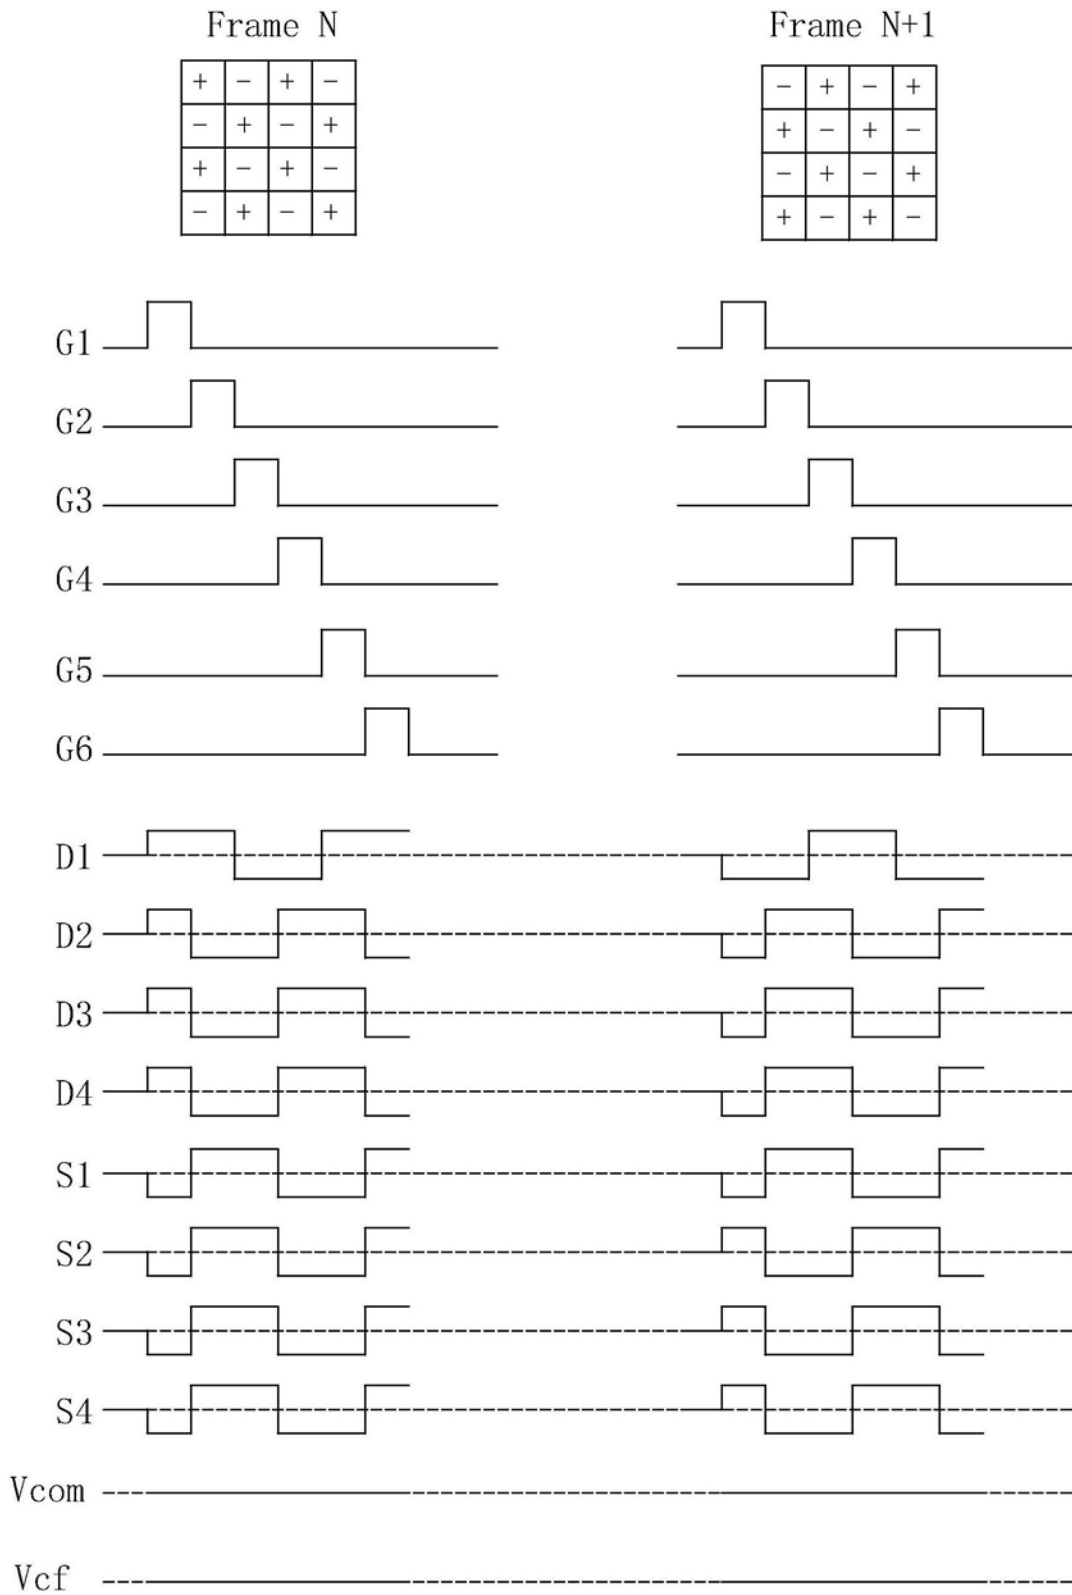 Frame N Frame N+1
+ − + − − + − +
− + − + + − + −
+ − + − − + − +
− + − + + − + −
G1
G2
G3
G4
G5
G6
D1
D2
D3
D4
S1
S2
S3
S4
Vcom
Vcf